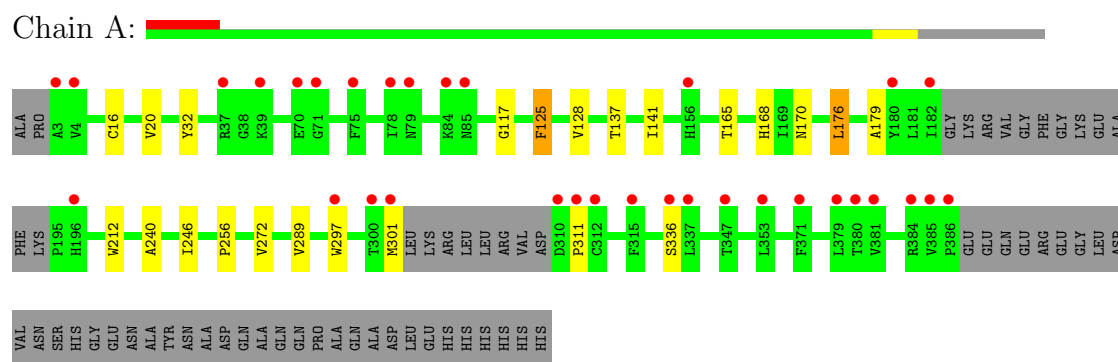 Chain A:
ALA PRO A3 V4 C16 V20 Y32 R37 G38 K39 E70 G71 F75 I78 N79 K84 N85 G117 F125 V128 T137 I141 H156 T165 H168 I169 N170 L176 A179 Y180 L181 I182 GLY LYS ARG VAL GLY PHE GLY LYS GLU ALA
PHE LYS P195 H196 W212 A240 I246 P256 V272 V289 W297 T300 M301 LEU LYS ARG LEU LEU ARG VAL ASP D310 P311 C312 F315 S336 L337 T347 L353 F371 L379 T380 V381 R384 V385 P386 GLU GLU GLN GLU ARG GLU GLY LEU ASP
VAL ASN SER HIS GLY GLU ASN ALA TYR ASN ALA ASP GLN ALA GLN GLN PRO ALA GLN ALA ASP LEU GLU HIS HIS HIS HIS HIS HIS